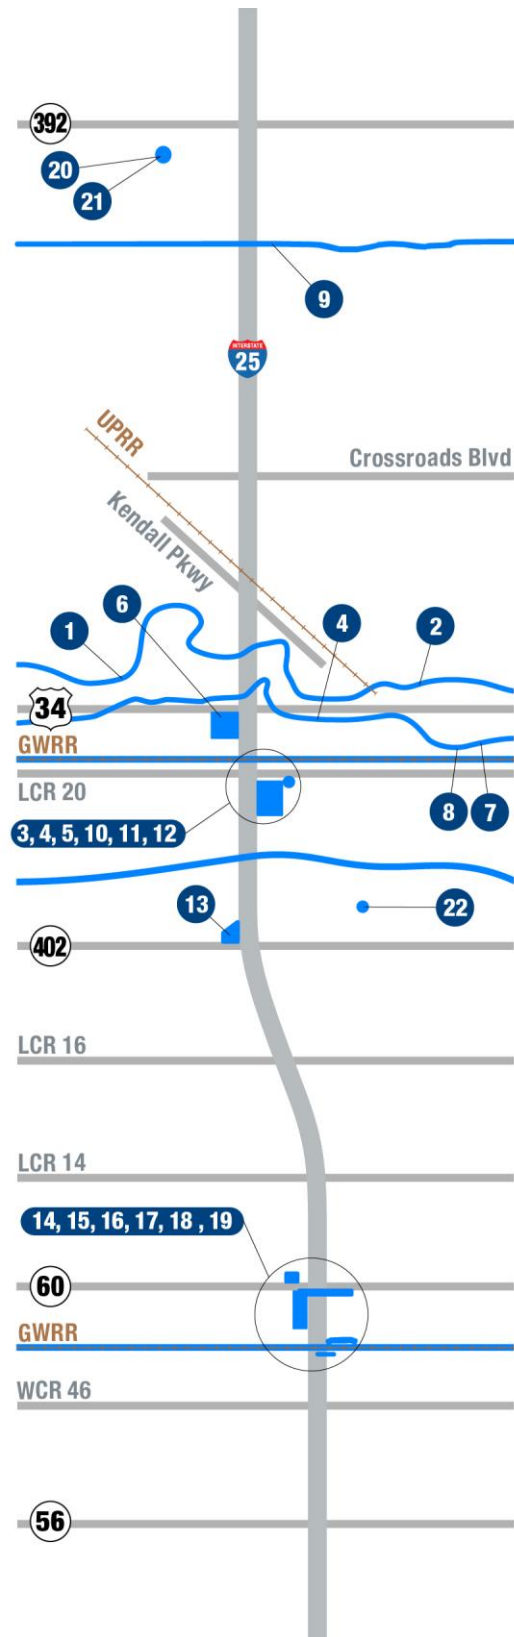 392
20
21
9
INTERSTATE
25
UPRR
Crossroads Blvd
Kendall Pkwy
6
1
4
2
34
GWRR
LCR 20
8
7
3, 4, 5, 10, 11, 12
13
22
402
LCR 16
LCR 14
14, 15, 16, 17, 18 , 19
60
GWRR
WCR 46
56